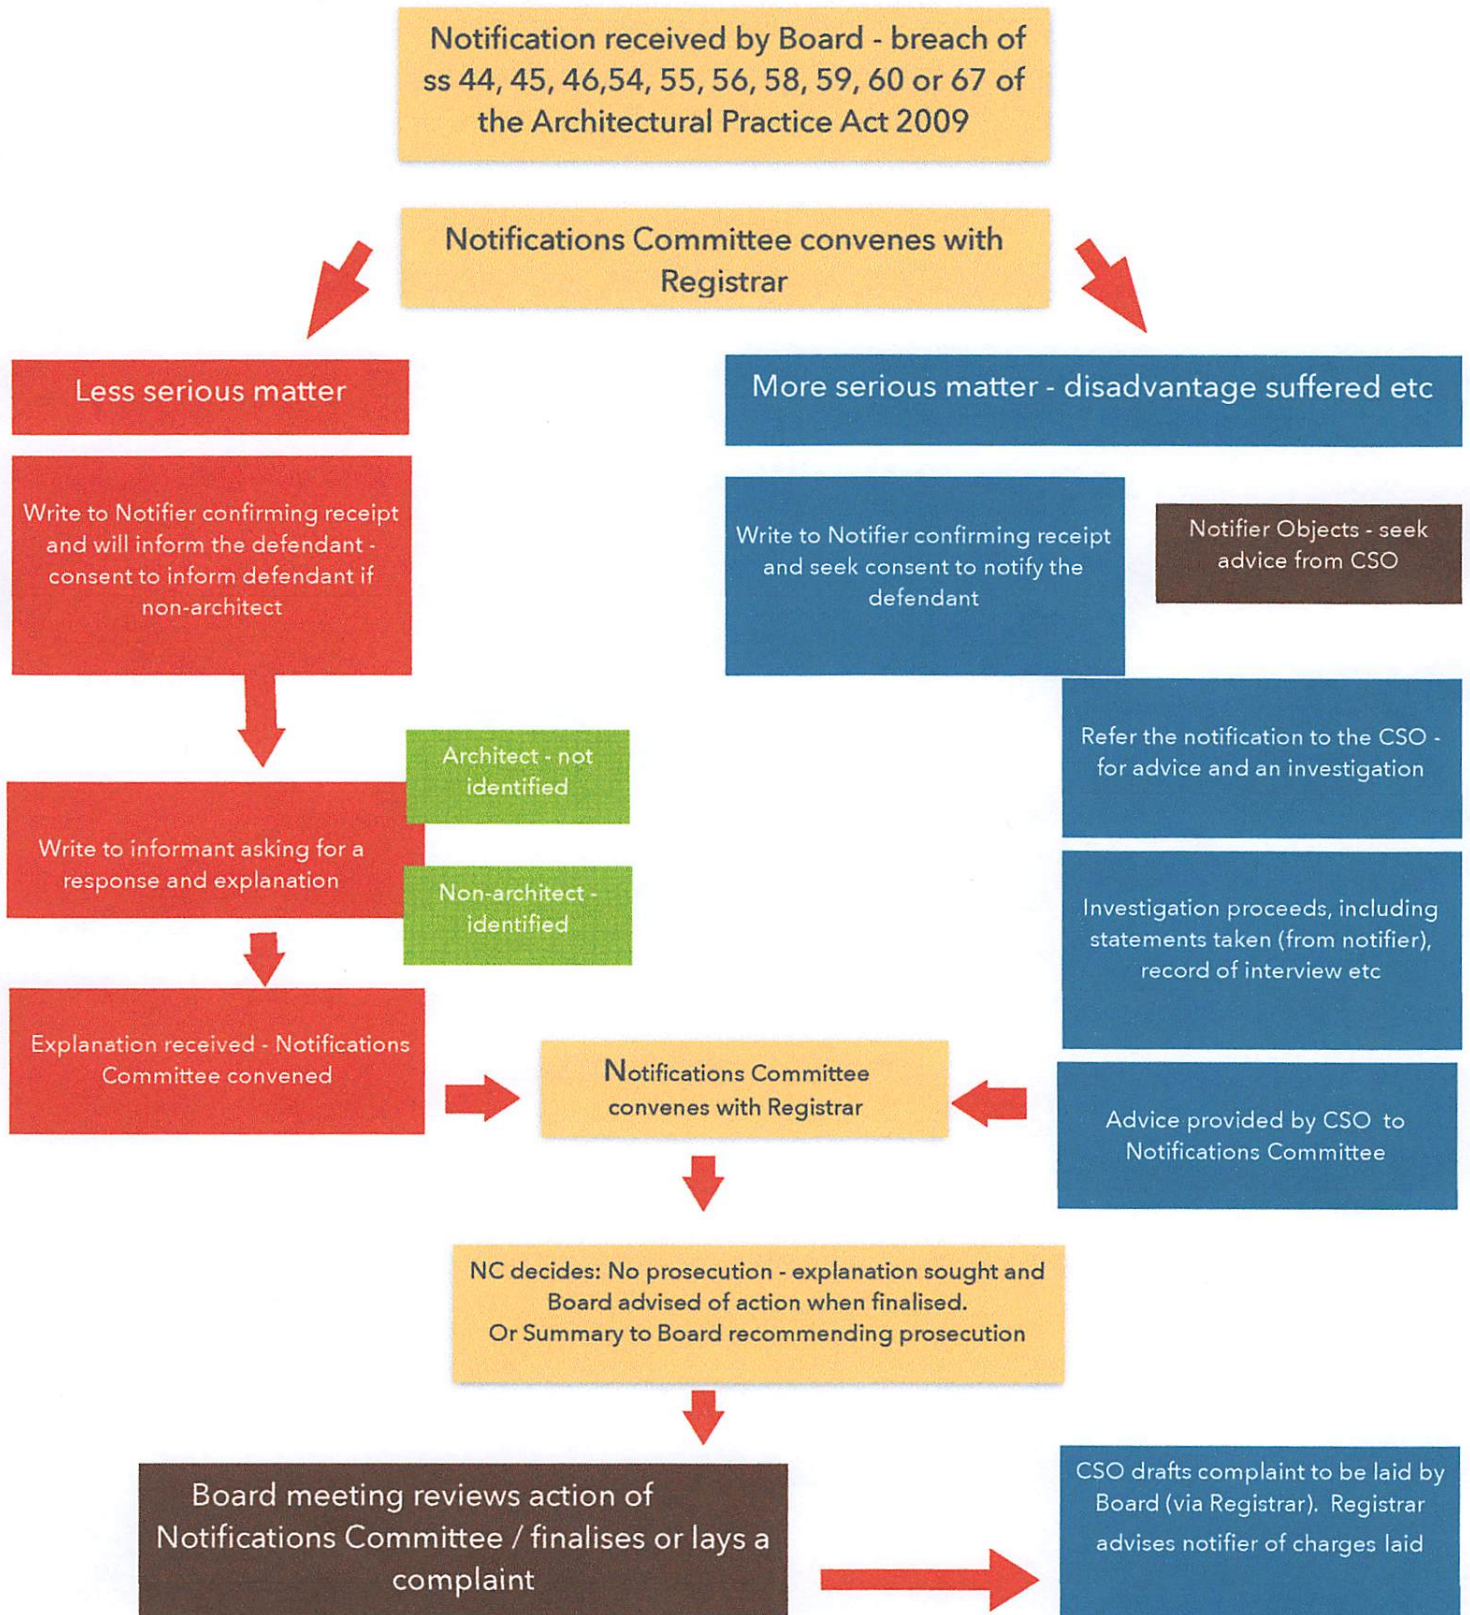 Notification received by Board - breach of
ss 44, 45, 46,54, 55, 56, 58, 59, 60 or 67 of
the Architectural Practice Act 2009
Notifications Committee convenes with
Registrar
Less serious matter
More serious matter - disadvantage suffered etc
Write to Notifier confirming receipt
and will inform the defendant -
consent to inform defendant if
non-architect
Write to Notifier confirming receipt
and seek consent to notify the
defendant
Notifier Objects - seek
advice from CSO
Refer the notification to the CSO -
for advice and an investigation
Architect - not
identified
Write to informant asking for a
response and explanation
Non-architect -
identified
Investigation proceeds, including
statements taken (from notifier),
record of interview etc
Explanation received - Notifications
Committee convened
Notifications Committee
convenes with Registrar
Advice provided by CSO to
Notifications Committee
NC decides: No prosecution - explanation sought and
Board advised of action when finalised.
Or Summary to Board recommending prosecution
Board meeting reviews action of
Notifications Committee / finalises or lays a
complaint
CSO drafts complaint to be laid by
Board (via Registrar). Registrar
advises notifier of charges laid